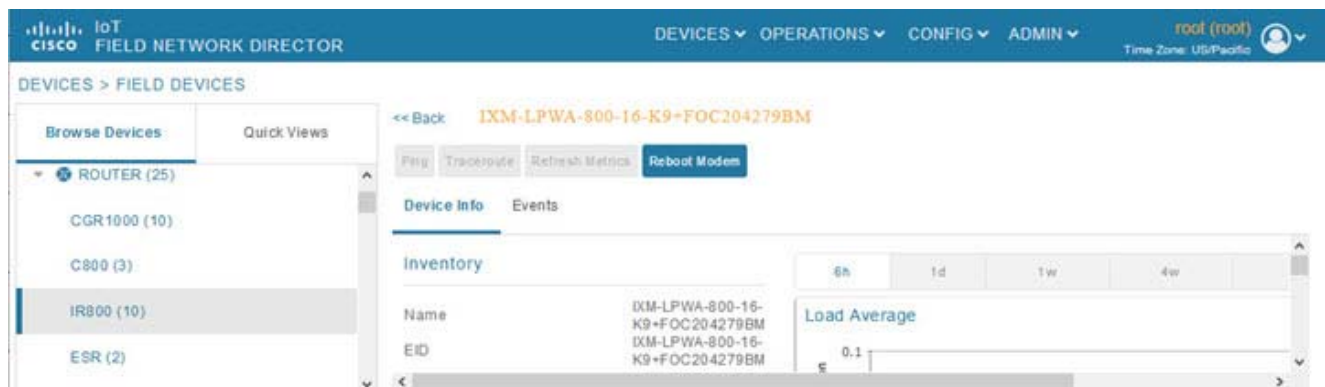 IoT
CISCO FIELD NETWORK DIRECTOR
DEVICES OPERATIONS CONFIG ADMIN
root (root)
Time Zone: US/Pacific
DEVICES > FIELD DEVICES
Browse Devices
Quick Views
ROUTER (25)
CGR1000 (10)
C800 (3)
IR800 (10)
ESR (2)
<< Back IXM-LPWA-800-16-K9+FOC204279BM
Ping Traceroute Refresh Metrics Reboot Modem
Device Info Events
Inventory
Name IXM-LPWA-800-16-
K9+FOC204279BM
EID IXM-LPWA-800-16-
K9+FOC204279BM
6h 1d 1w 4w
Load Average
0.1